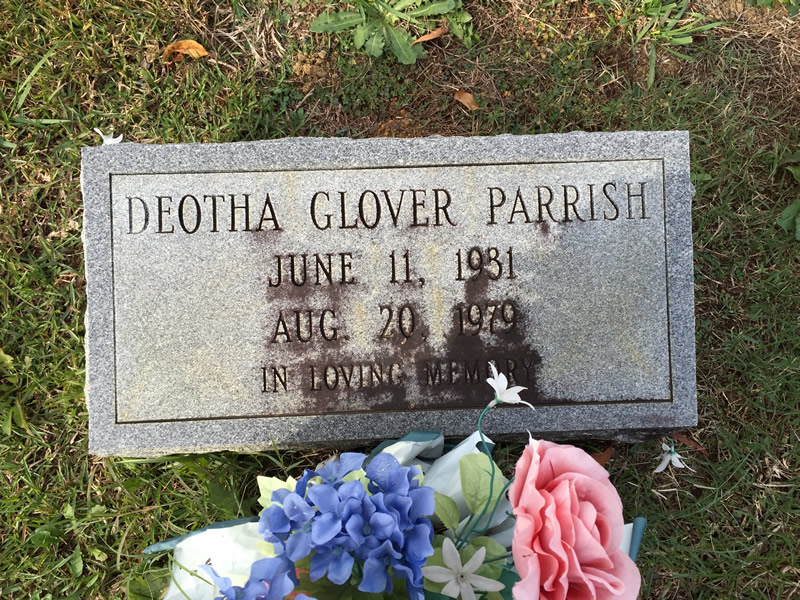 DEOTHA GLOVER PARRISH
JUNE 11, 1931
AUG. 20, 1979
IN LOVING MEMORY